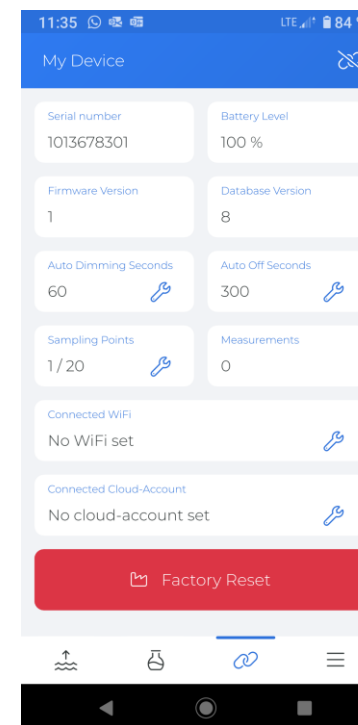 11:35 LTE 84
My Device
Serial number
1013678301
Battery Level
100 %
Firmware Version
1
Database Version
8
Auto Dimming Seconds
60
Auto Off Seconds
300
Sampling Points
1 / 20
Measurements
0
Connected WiFi
No WiFi set
Connected Cloud-Account
No cloud-account set
Factory Reset